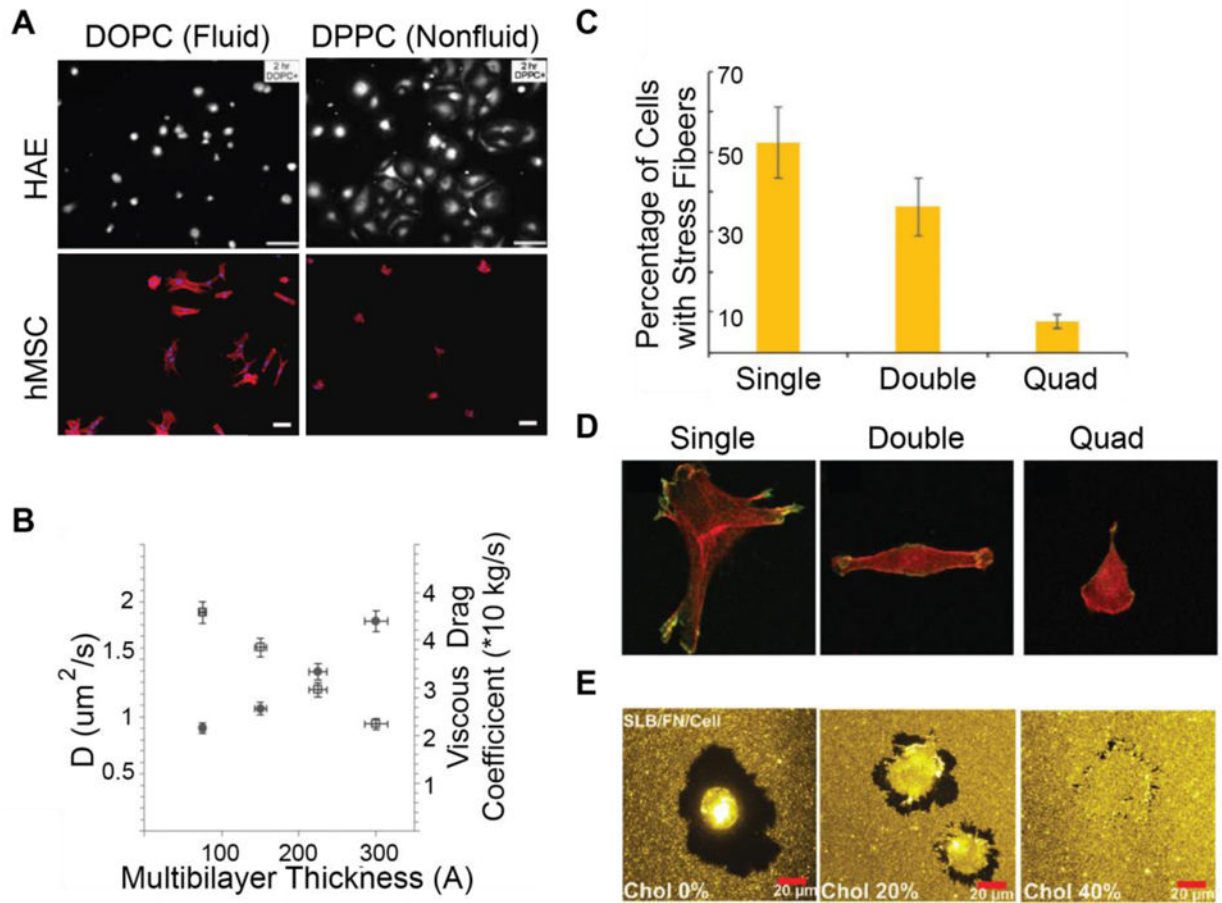 A
DOPC (Fluid)
DPPC (Nonfluid)
2 hr
DOPC*
2 hr
DPPC*
HAE
hMSC
B
D (um²/s)
2
1.5
1
0.5
4
4
3
2
1
Viscous Drag
Coefficicent (*10 kg/s)
100
200
300
Multibilayer Thickness (A)
C
Percentage of Cells
with Stress Fibeers
70
50
30
10
Single
Double
Quad
D
Single
Double
Quad
E
SLB/FN/Cell
Chol 0%
20 μm
Chol 20%
20 μm
Chol 40%
20 μm